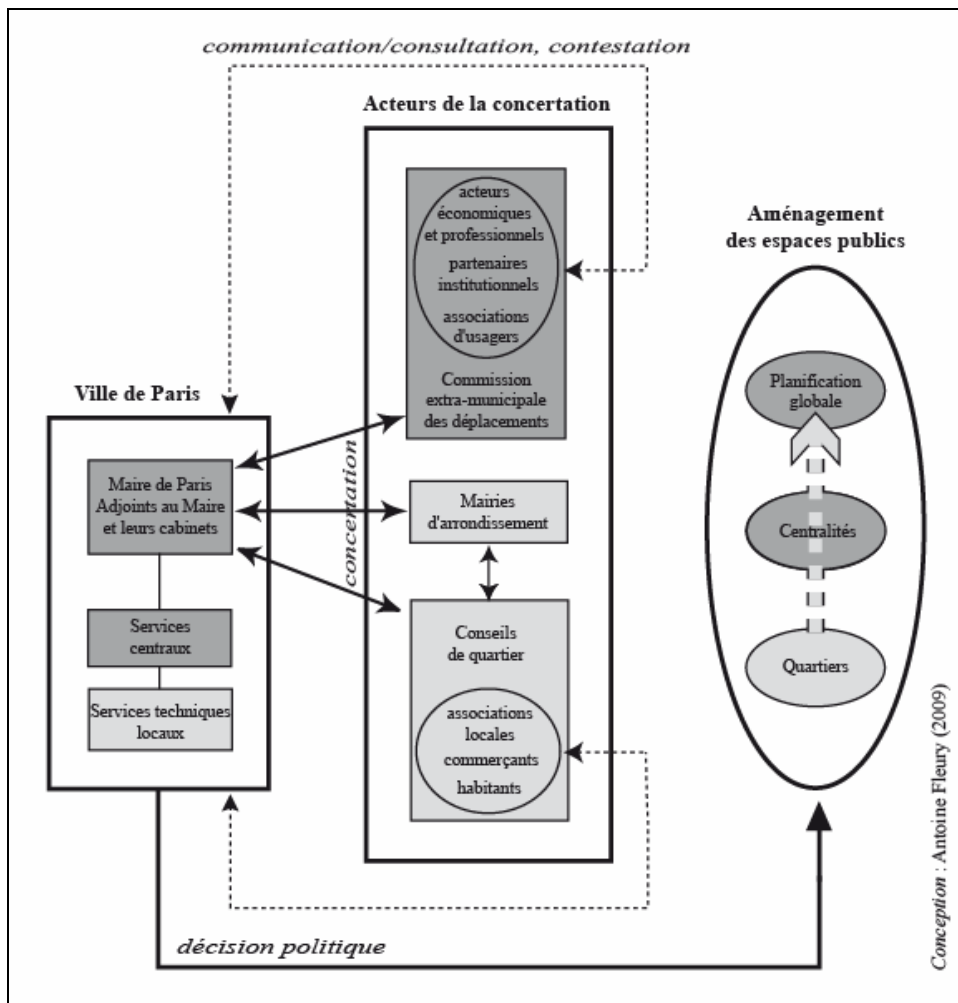 communication/consultation, contestation
Acteurs de la concertation
acteurs
économiques
et professionnels
partenaires
institutionnels
associations
d'usagers
Commission
extra-municipale
des déplacements
Mairies
d'arrondissement
Conseils
de quartier
associations
locales
commerçants
habitants
Ville de Paris
Maire de Paris
Adjoints au Maire
et leurs cabinets
Services
centraux
Services techniques
locaux
concertation
Aménagement
des espaces publics
Planification
globale
Centralités
Quartiers
décision politique
Conception : Antoine Fleury (2009)